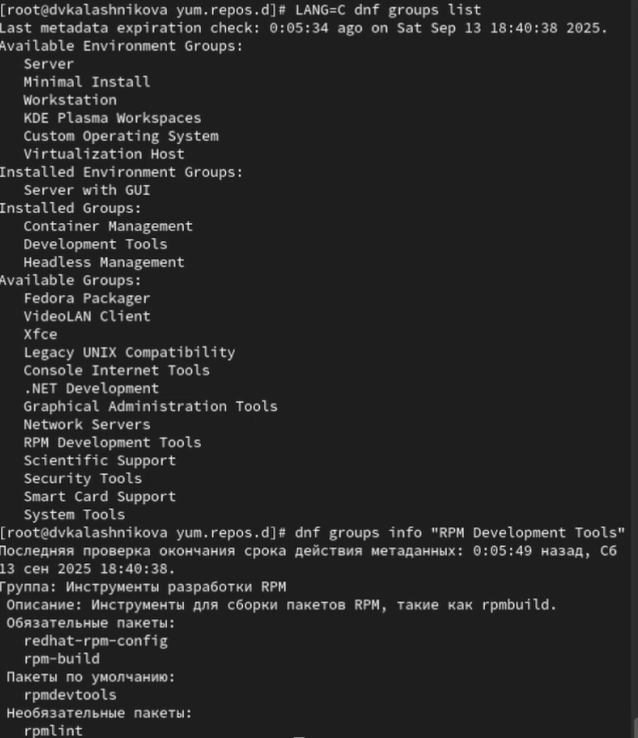 [root@dvkalashnikova yum.repos.d]# LANG=C dnf groups list
Last metadata expiration check: 0:05:34 ago on Sat Sep 13 18:40:38 2025.
Available Environment Groups:
   Server
   Minimal Install
   Workstation
   KDE Plasma Workspaces
   Custom Operating System
   Virtualization Host
Installed Environment Groups:
   Server with GUI
Installed Groups:
   Container Management
   Development Tools
   Headless Management
Available Groups:
   Fedora Packager
   VideoLAN Client
   Xfce
   Legacy UNIX Compatibility
   Console Internet Tools
   .NET Development
   Graphical Administration Tools
   Network Servers
   RPM Development Tools
   Scientific Support
   Security Tools
   Smart Card Support
   System Tools
[root@dvkalashnikova yum.repos.d]# dnf groups info "RPM Development Tools"
Последняя проверка окончания срока действия метаданных: 0:05:49 назад, Сб
13 сен 2025 18:40:38.
Группа: Инструменты разработки RPM
 Описание: Инструменты для сборки пакетов RPM, такие как rpmbuild.
 Обязательные пакеты:
   redhat-rpm-config
   rpm-build
 Пакеты по умолчанию:
   rpmdevtools
 Необязательные пакеты:
   rpmlint